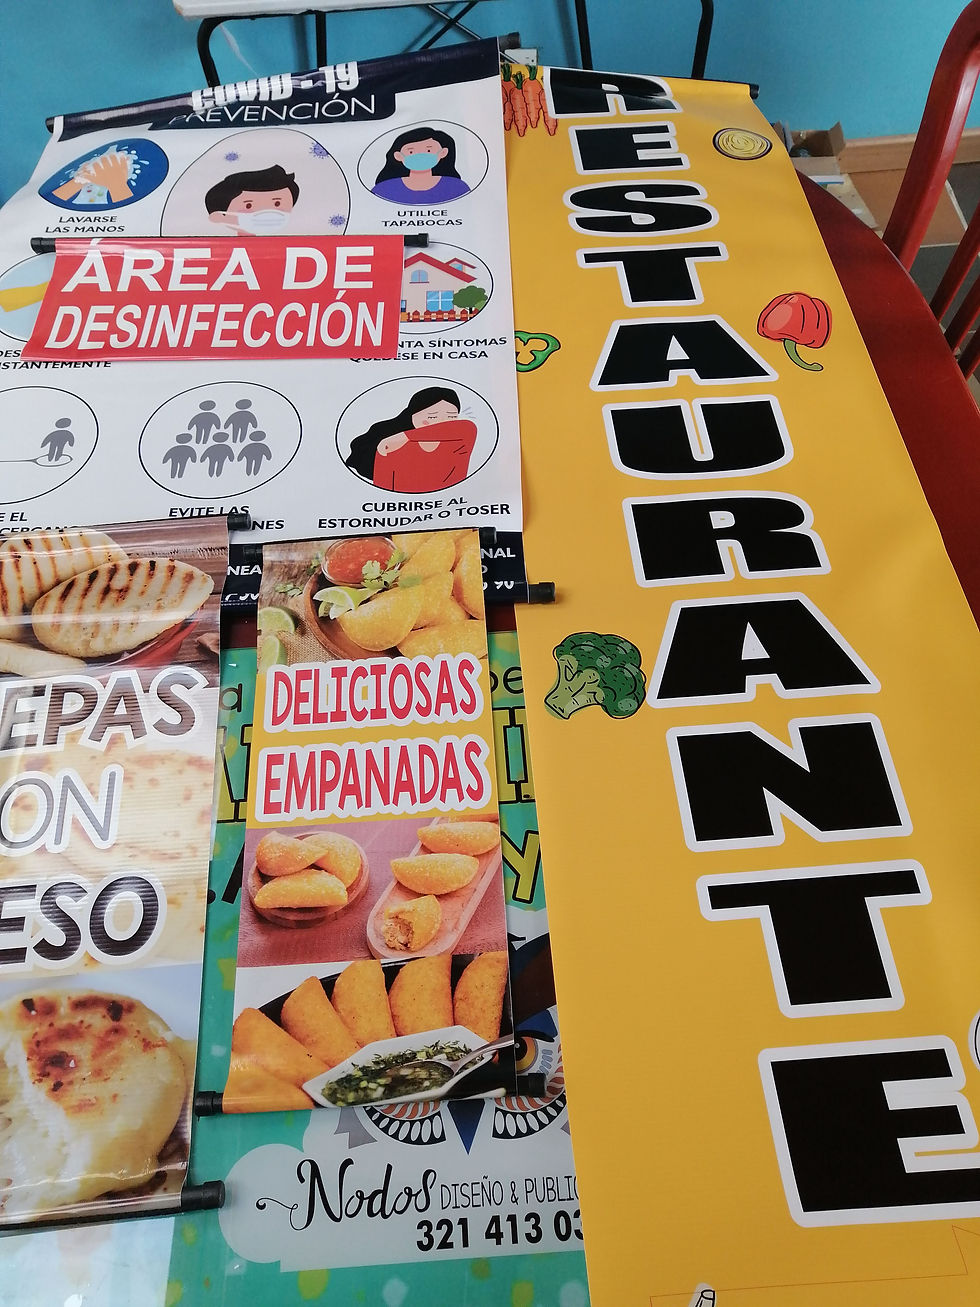 COVID - 19
PREVENCIÓN
LAVARSE
LAS MANOS
UTILICE
TAPABOCAS
ÁREA DE
DESINFECCIÓN
SÍNTOMAS
EN CASA
EVITE LAS
CUBRIRSE AL
ESTORNUDAR O TOSER
EPAS
ON
ESO
DELICIOSAS
EMPANADAS
Nodos DISEÑO & PUBLIC
321 413 03
RESTAURANTE